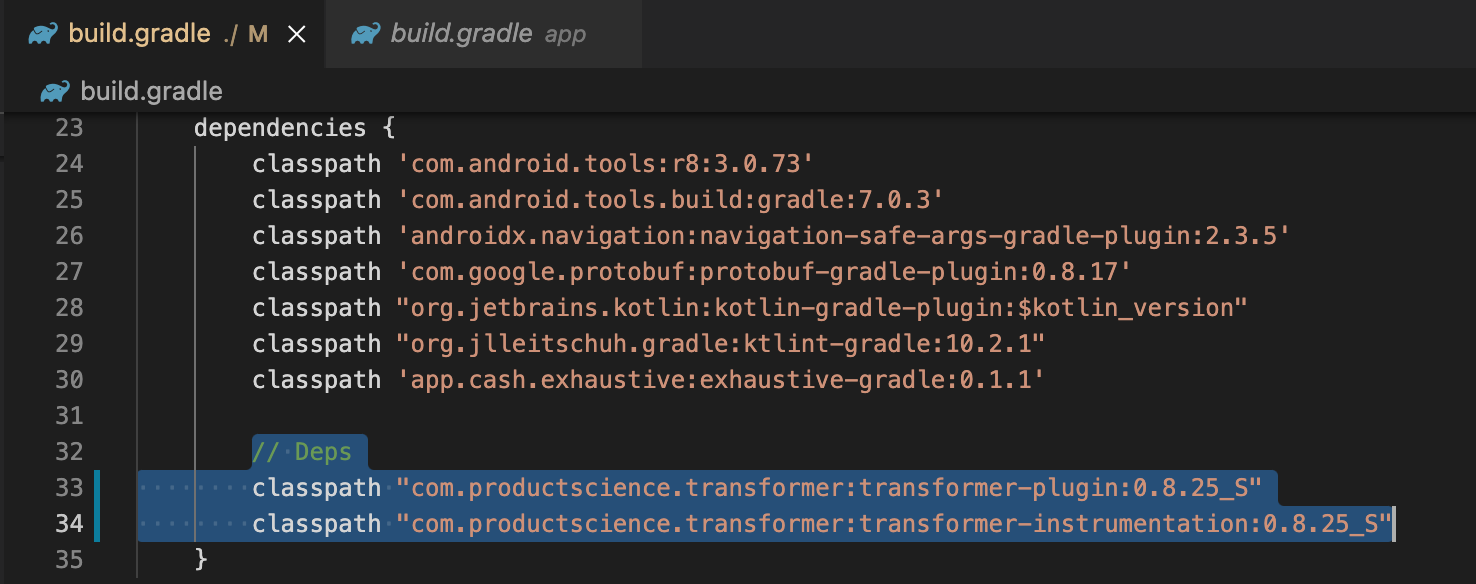 build.gradle ./ M
build.gradle app
build.gradle
23 dependencies {
24 classpath 'com.android.tools:r8:3.0.73'
25 classpath 'com.android.tools.build:gradle:7.0.3'
26 classpath 'androidx.navigation:navigation-safe-args-gradle-plugin:2.3.5'
27 classpath 'com.google.protobuf:protobuf-gradle-plugin:0.8.17'
28 classpath "org.jetbrains.kotlin:kotlin-gradle-plugin:$kotlin_version"
29 classpath "org.jlleitschuh.gradle:ktlint-gradle:10.2.1"
30 classpath 'app.cash.exhaustive:exhaustive-gradle:0.1.1'
31
32 // Deps
33 classpath "com.productscience.transformer:transformer-plugin:0.8.25_S"
34 classpath "com.productscience.transformer:transformer-instrumentation:0.8.25_S"
35 }